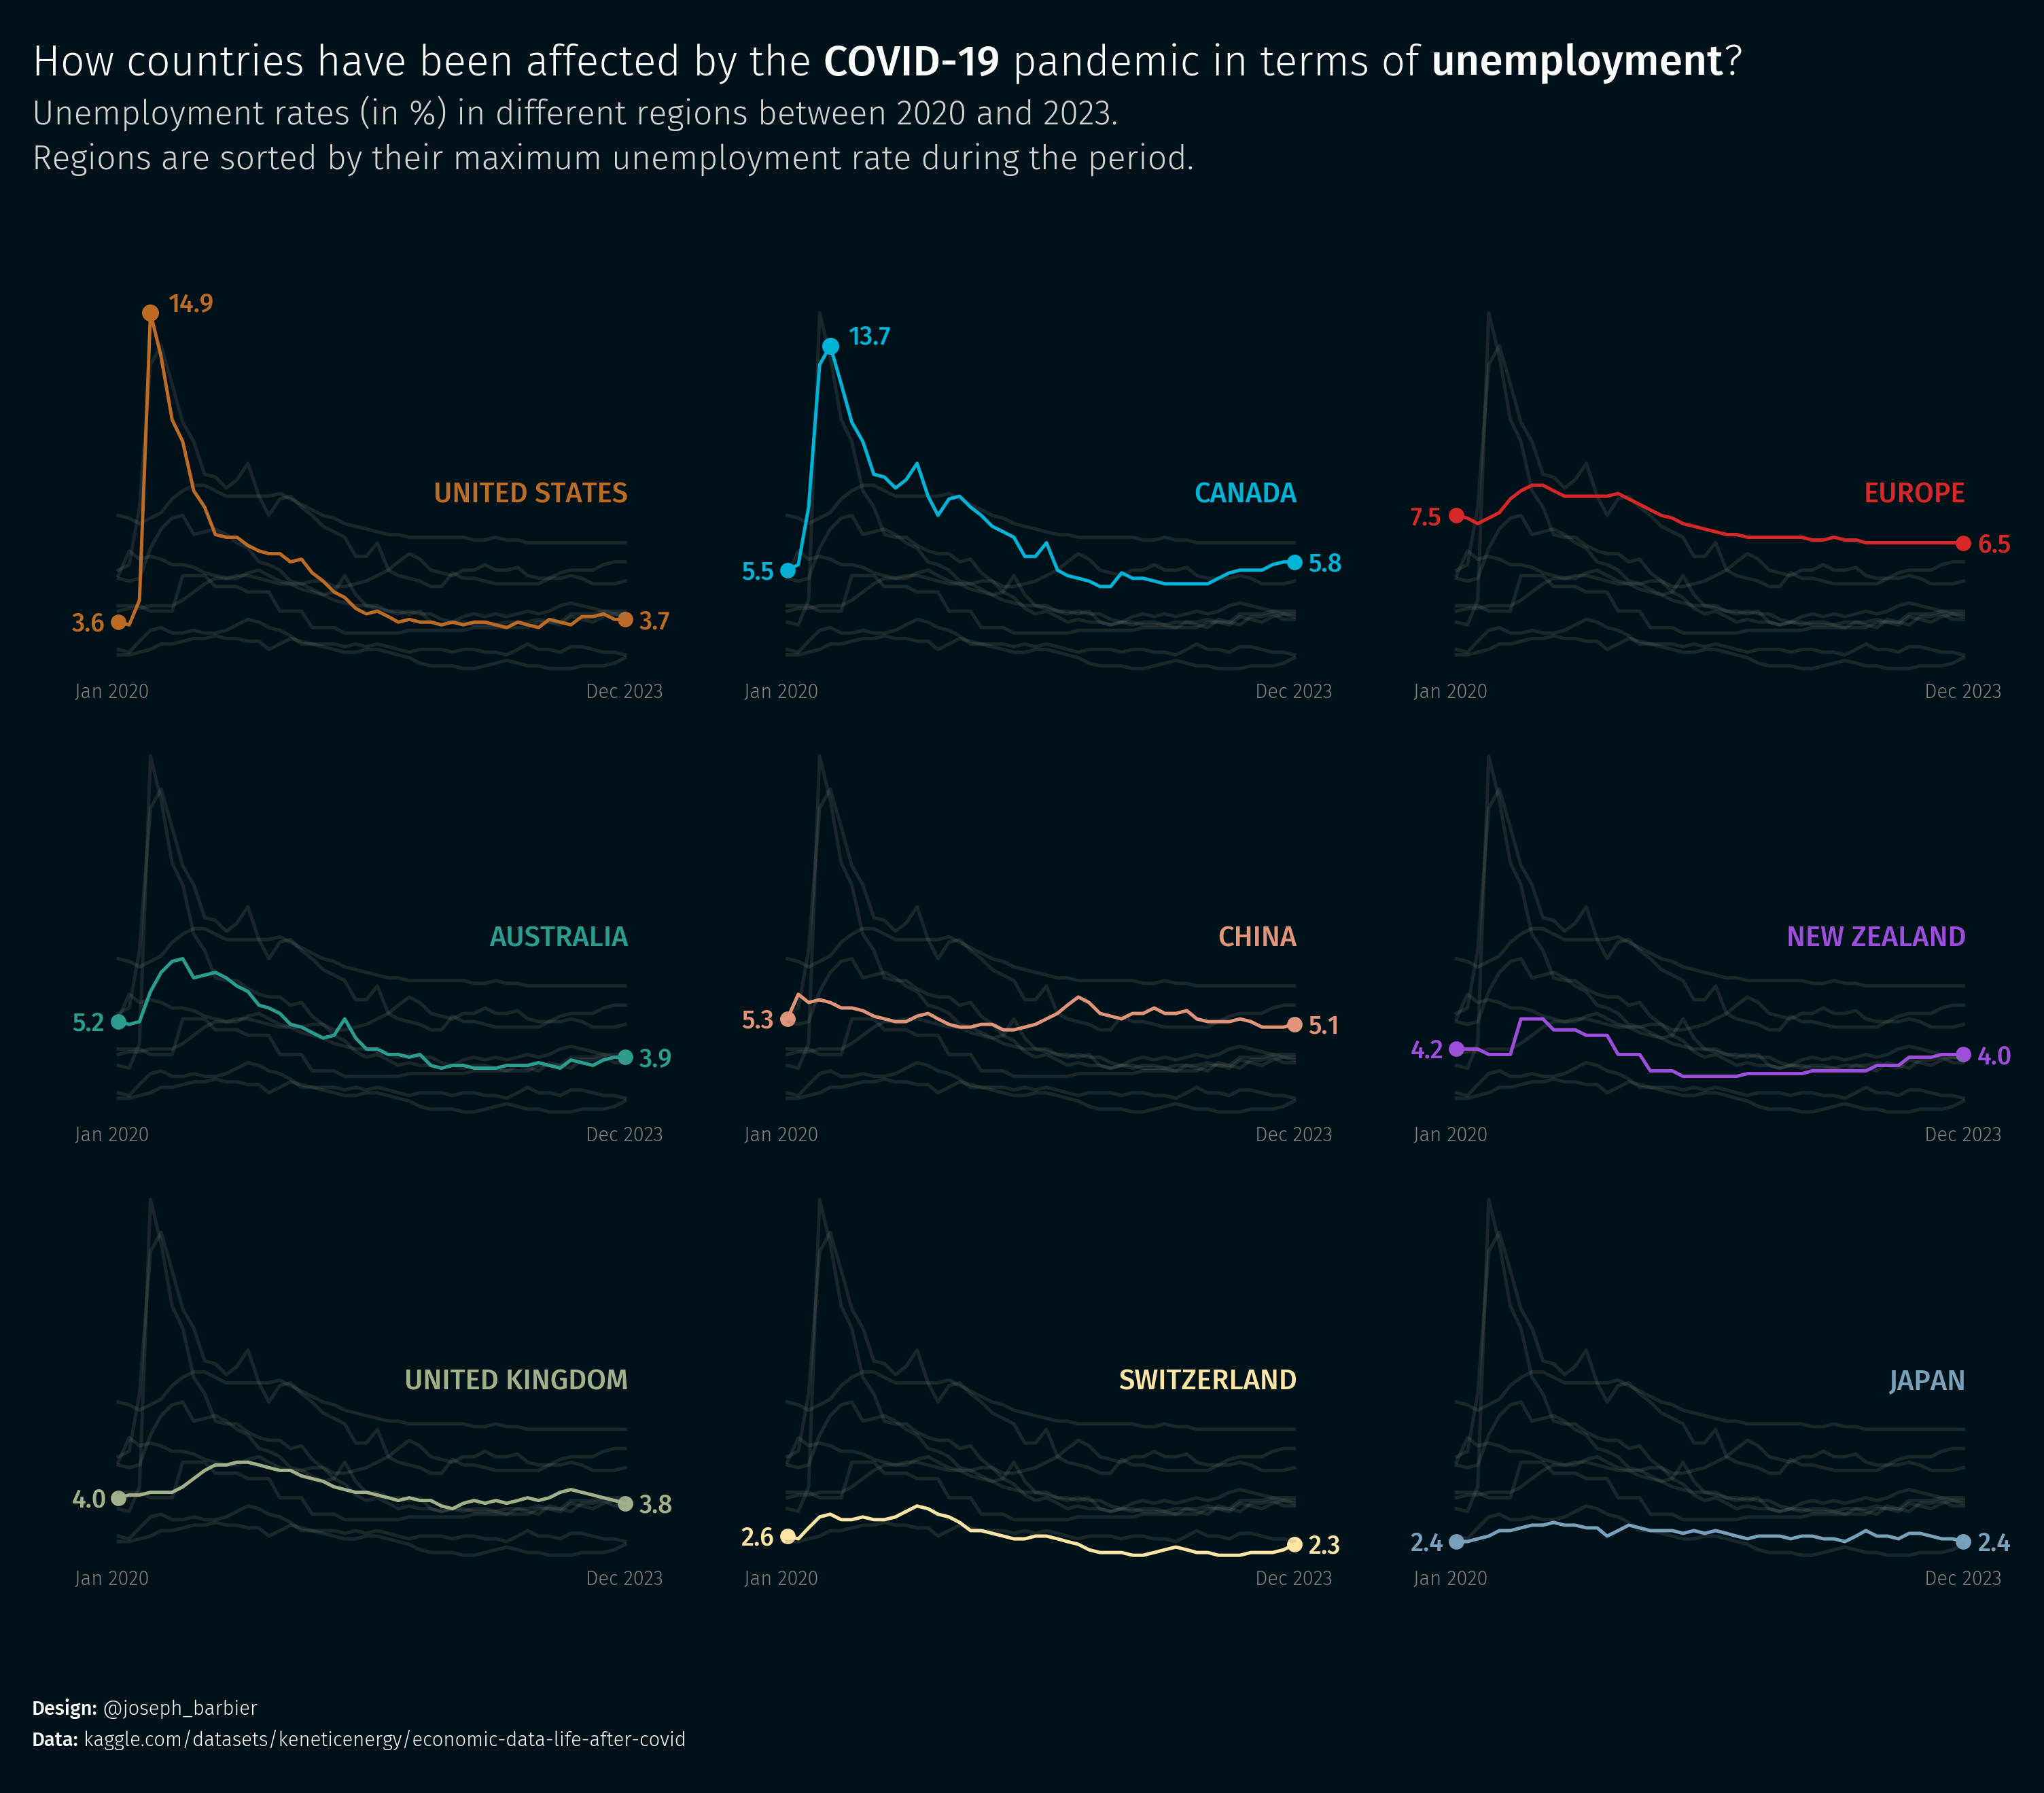 How countries have been affected by the COVID-19 pandemic in terms of unemployment?
Unemployment rates (in %) in different regions between 2020 and 2023.
Regions are sorted by their maximum unemployment rate during the period.
14.9
UNITED STATES
3.6
3.7
Jan 2020
Dec 2023
13.7
CANADA
5.5
5.8
Jan 2020
Dec 2023
EUROPE
7.5
6.5
Jan 2020
Dec 2023
AUSTRALIA
5.2
3.9
Jan 2020
Dec 2023
CHINA
5.3
5.1
Jan 2020
Dec 2023
NEW ZEALAND
4.2
4.0
Jan 2020
Dec 2023
UNITED KINGDOM
4.0
3.8
Jan 2020
Dec 2023
SWITZERLAND
2.6
2.3
Jan 2020
Dec 2023
JAPAN
2.4
2.4
Jan 2020
Dec 2023
Design: @joseph_barbier
Data: kaggle.com/datasets/keneticenergy/economic-data-life-after-covid